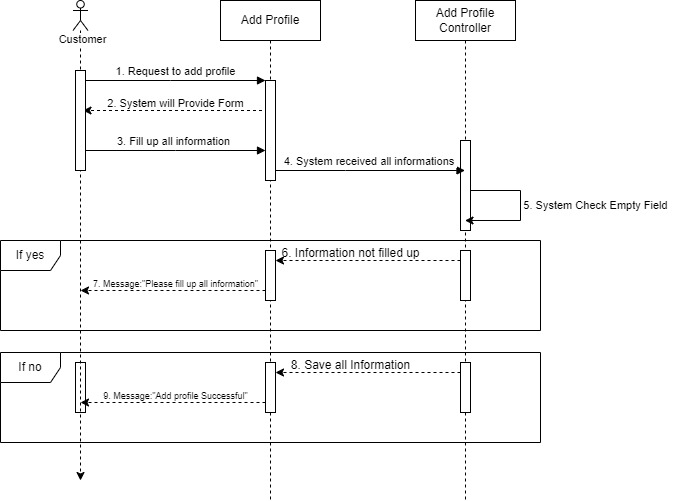 Customer
Add Profile
Add Profile
Controller
1. Request to add profile
2. System will Provide Form
3. Fill up all information
4. System received all informations
5. System Check Empty Field
If yes
6. Information not filled up
7. Message:"Please fill up all information"
If no
8. Save all Information
9. Message:"Add profile Successful"